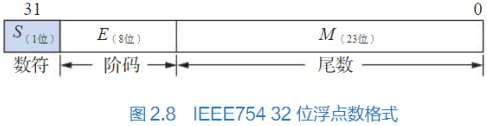 31 0
S(1位) E(8位) M(23位)
数符 阶码 尾数
图 2.8 IEEE754 32 位浮点数格式